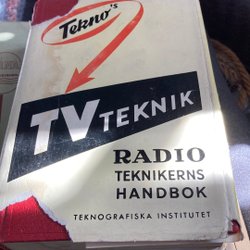 Tekno's
TV TEKNIK
RADIO
TEKNIKERNS
HANDBOK
TEKNOGRAFISKA INSTITUTET